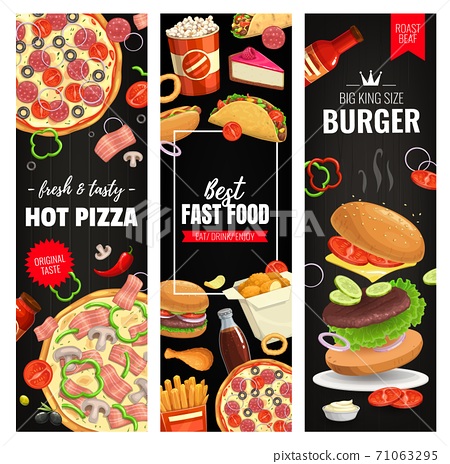 - fresh & tasty -
HOT PIZZA
ORIGINAL
TASTE
Best
FAST FOOD
EAT/DRINK/ENJOY
BIG KING SIZE
BURGER
ROAST
BEEF
pixtastock.com - 71063295
PIXTA